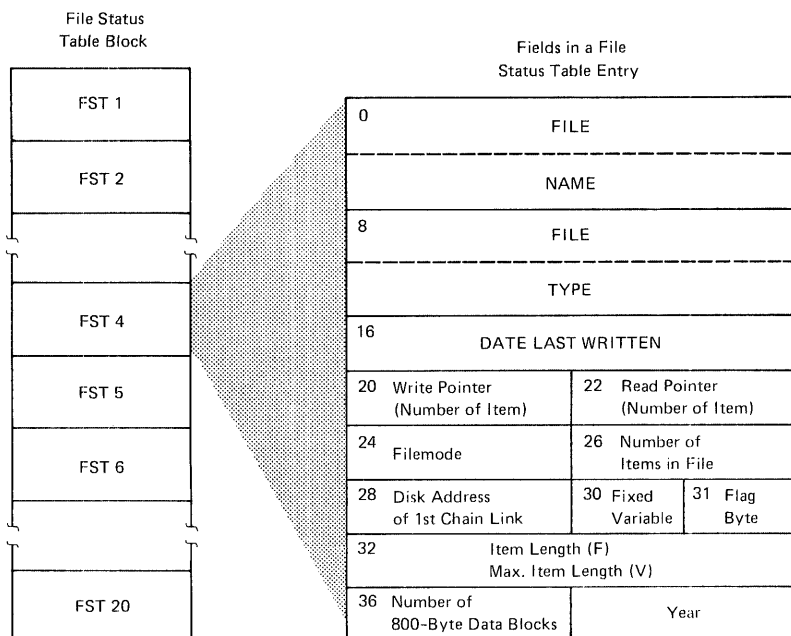 File Status
Table Block
FST 1
FST 2
FST 4
FST 5
FST 6
FST 20
Fields in a File
Status Table Entry
0
FILE
NAME
8
FILE
TYPE
16
DATE LAST WRITTEN
20 Write Pointer
(Number of Item)
22 Read Pointer
(Number of Item)
24
Filemode
26 Number of
Items in File
28 Disk Address
of 1st Chain Link
30 Fixed
Variable
31 Flag
Byte
32 Item Length (F)
Max. Item Length (V)
36 Number of
800-Byte Data Blocks
Year